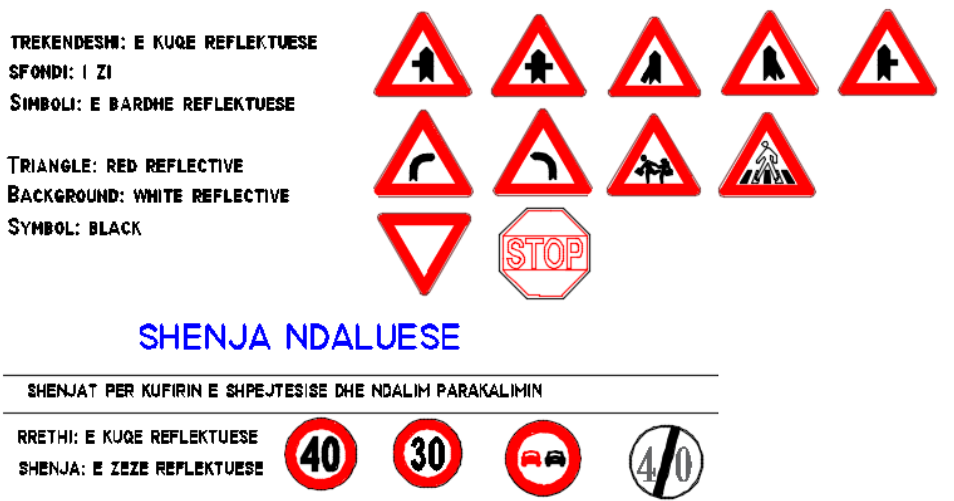 TREKENDESHI: E KUQE REFLEKTUESE
SFONDI: I ZI
SIMBOLI: E BARDHE REFLEKTUESE
TRIANGLE: RED REFLECTIVE
BACKGROUND: WHITE REFLECTIVE
SYMBOL: BLACK
STOP
SHENJA NDALUESE
SHENJAT PER KUFIRIN E SHPEJTESISE DHE NDALIM PARAKALIMIN
RRETHI: E KUQE REFLEKTUESE
SHENJA: E ZEZE REFLEKTUESE
40 30 40